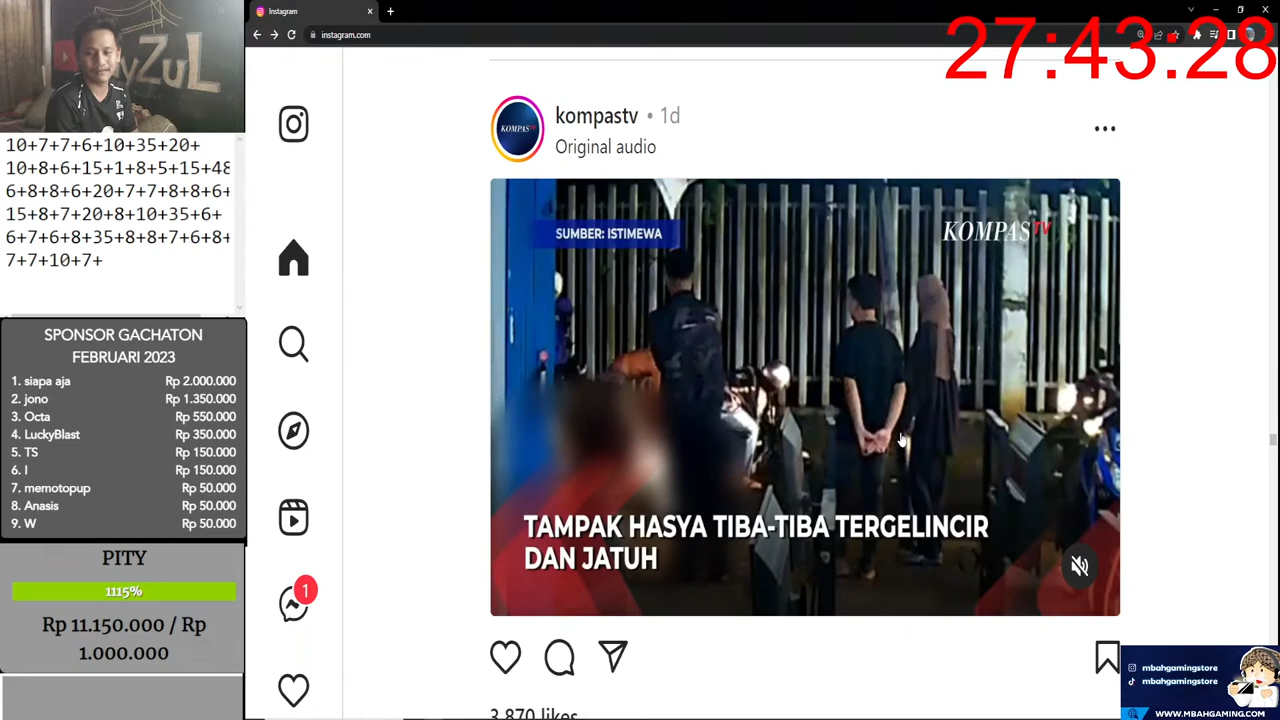 Instagram
instagram.com
27:43:28
yZuL
10+7+7+6+10+35+20+
10+8+6+15+1+8+5+15+48
6+8+8+6+20+7+7+8+8+6+
15+8+7+20+8+10+35+6+
6+7+6+8+35+8+8+7+6+8+
7+7+10+7+
SPONSOR GACHATON
FEBRUARI 2023
1. siapa aja Rp 2.000.000
2. jono Rp 1.350.000
3. Octa Rp 550.000
4. LuckyBlast Rp 350.000
5. TS Rp 150.000
6. I Rp 150.000
7. memotopup Rp 50.000
8. Anasis Rp 50.000
9. W Rp 50.000
PITY
1115%
Rp 11.150.000 / Rp
1.000.000
1
KOMPAS TV
kompastv • 1d
Original audio
SUMBER: ISTIMEWA
KOMPAS TV
TAMPAK HASYA TIBA-TIBA TERGELINCIR
DAN JATUH
3,870 likes
mbahgamingstore
mbahgamingstore
WWW.MBAHGAMING.COM